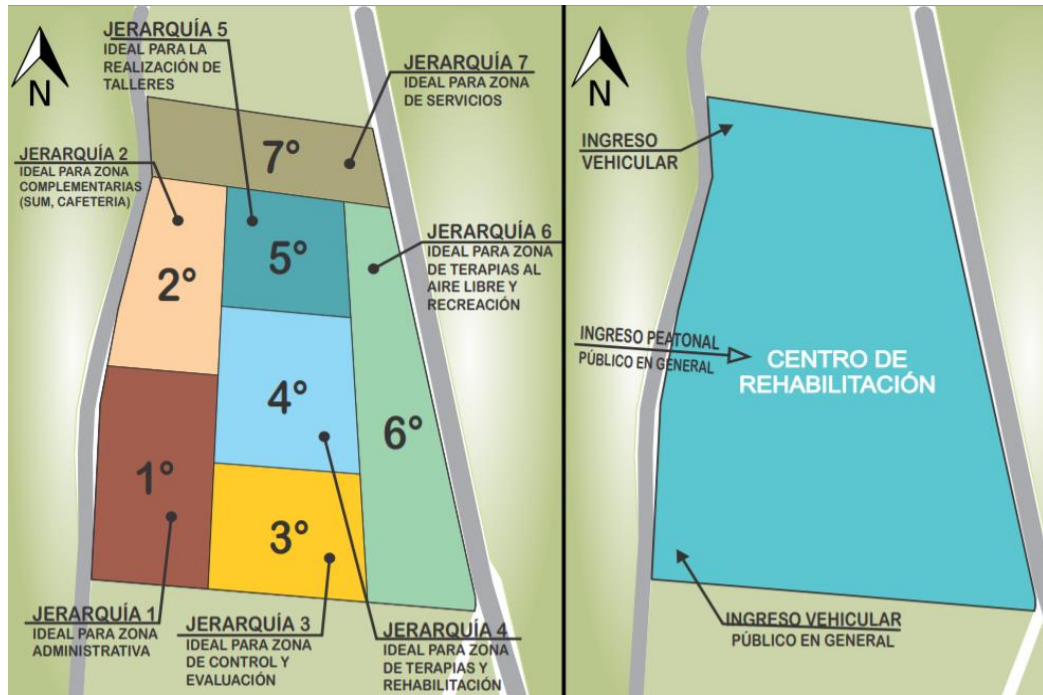 N
JERARQUÍA 5
IDEAL PARA LA
REALIZACIÓN DE
TALLERES
JERARQUÍA 7
IDEAL PARA ZONA
DE SERVICIOS
JERARQUÍA 2
IDEAL PARA ZONA
COMPLEMENTARIAS
(SUM, CAFETERIA)
7°
5°
2°
JERARQUÍA 6
IDEAL PARA ZONA
DE TERAPIAS AL
AIRE LIBRE Y
RECREACIÓN
4°
6°
1°
3°
JERARQUÍA 1
IDEAL PARA ZONA
ADMINISTRATIVA
JERARQUÍA 3
IDEAL PARA ZONA
DE CONTROL Y
EVALUACIÓN
JERARQUÍA 4
IDEAL PARA ZONA
DE TERAPIAS Y
REHABILITACIÓN
N
INGRESO
VEHICULAR
INGRESO PEATONAL
PÚBLICO EN GENERAL
CENTRO DE
REHABILITACIÓN
INGRESO VEHICULAR
PÚBLICO EN GENERAL